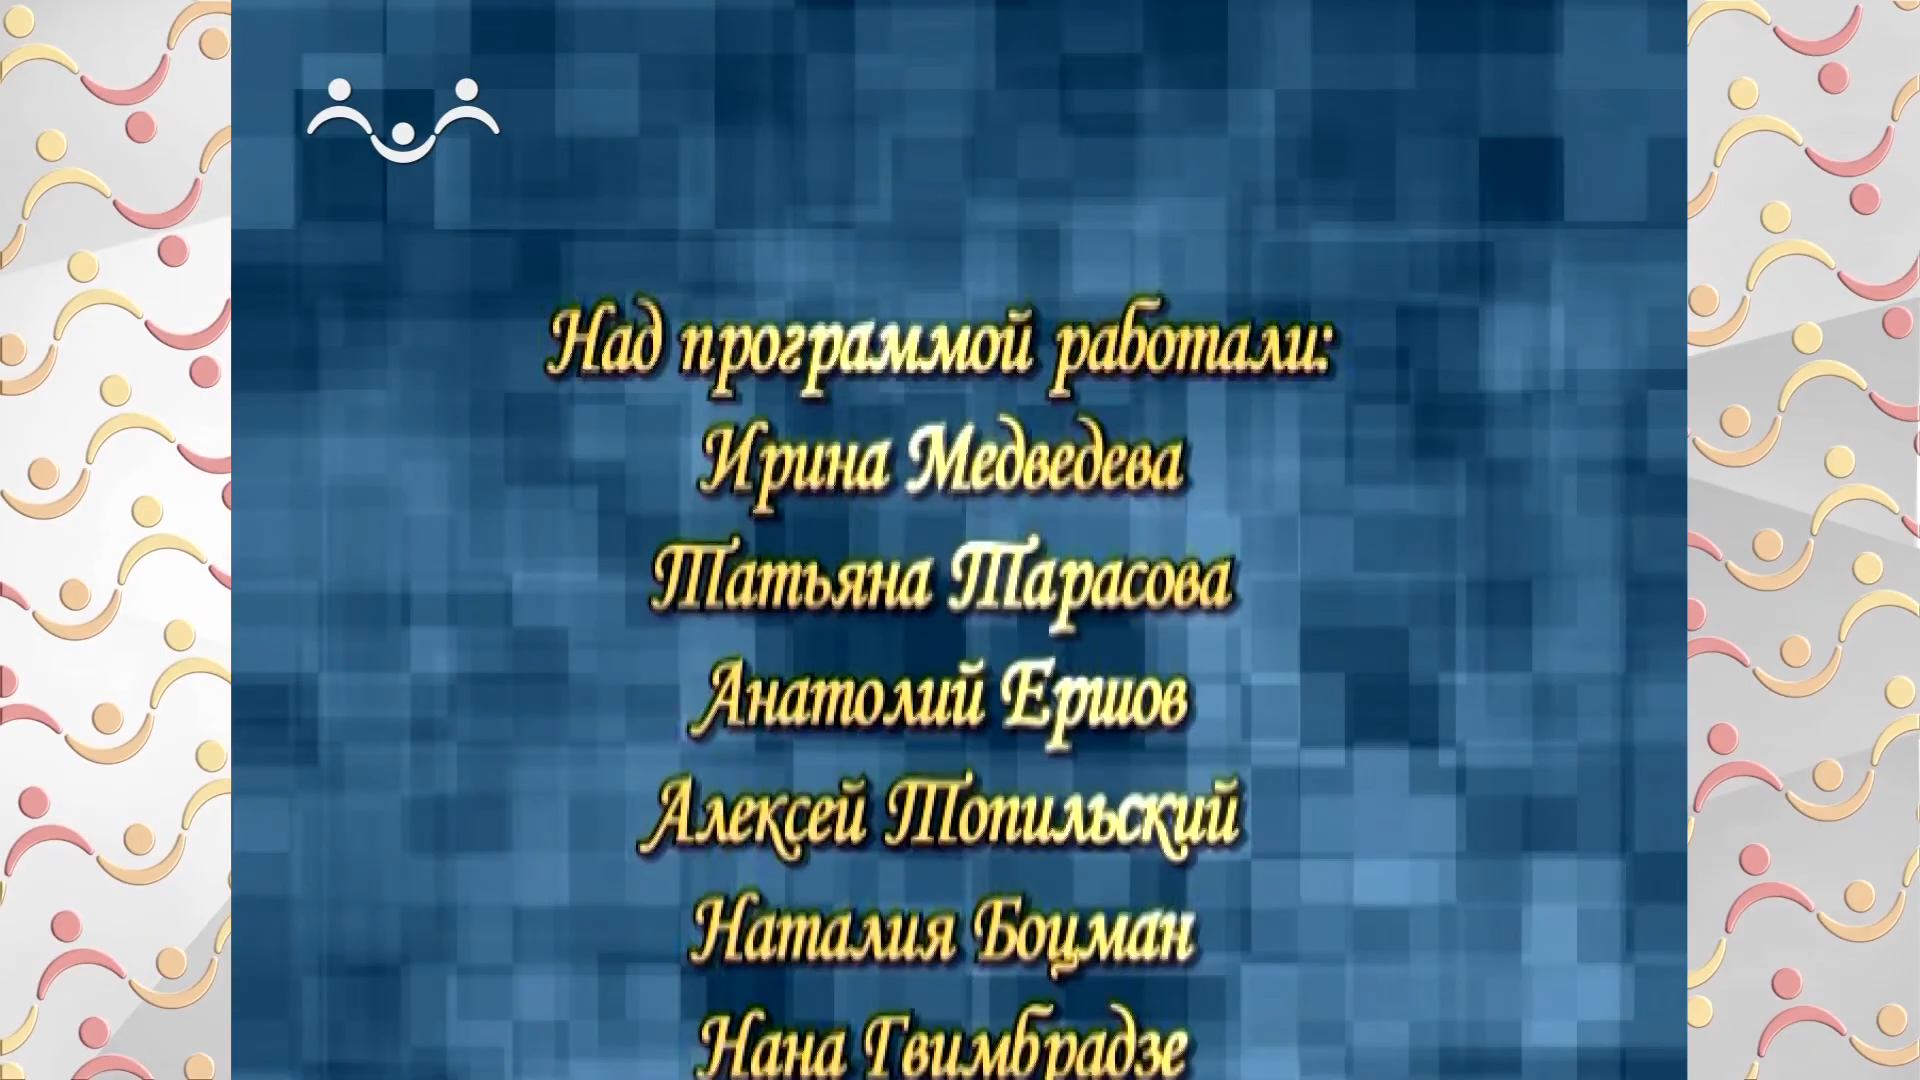 Над программой работали:
Ирина Медведева
Татьяна Тарасова
Анатолий Ершов
Алексей Топильский
Наталия Боцман
Нана Гвимбрадзе